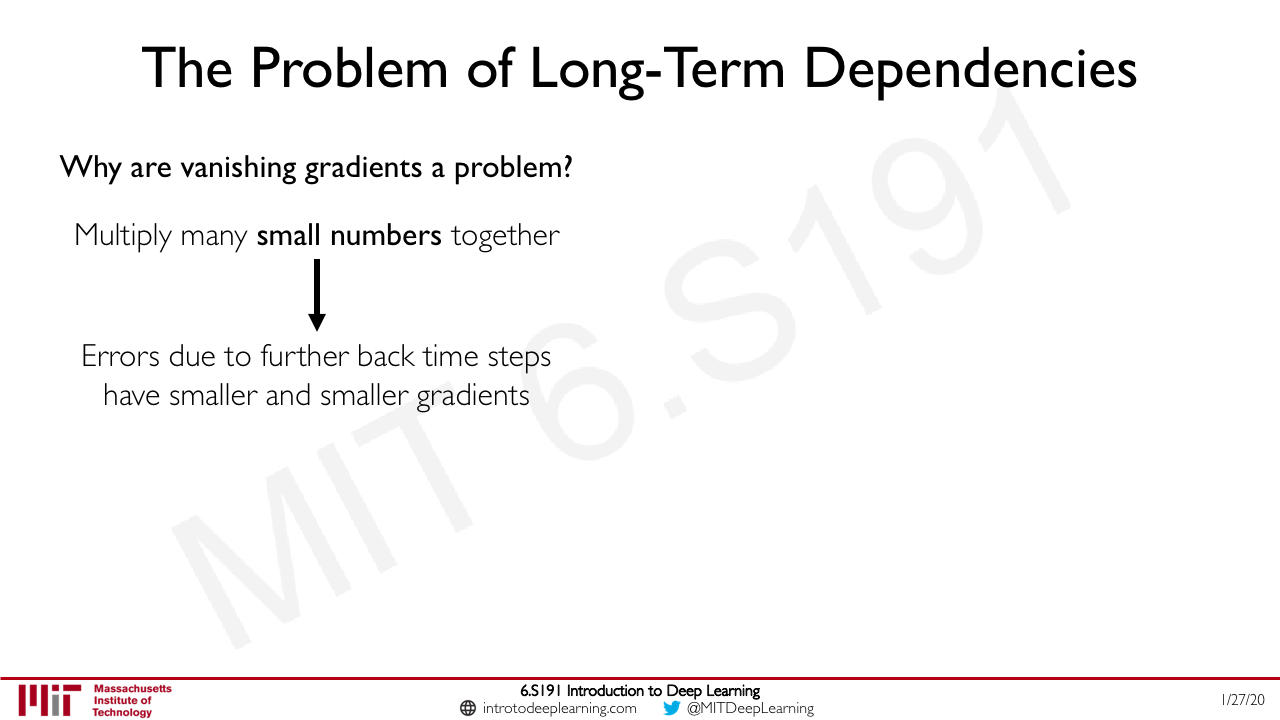 The Problem of Long-Term Dependencies
Why are vanishing gradients a problem?
Multiply many small numbers together
Errors due to further back time steps
have smaller and smaller gradients
MIT 6.S191
Massachusetts
Institute of
Technology
6.S191 Introduction to Deep Learning
introtodeeplearning.com @MITDeepLearning
1/27/20